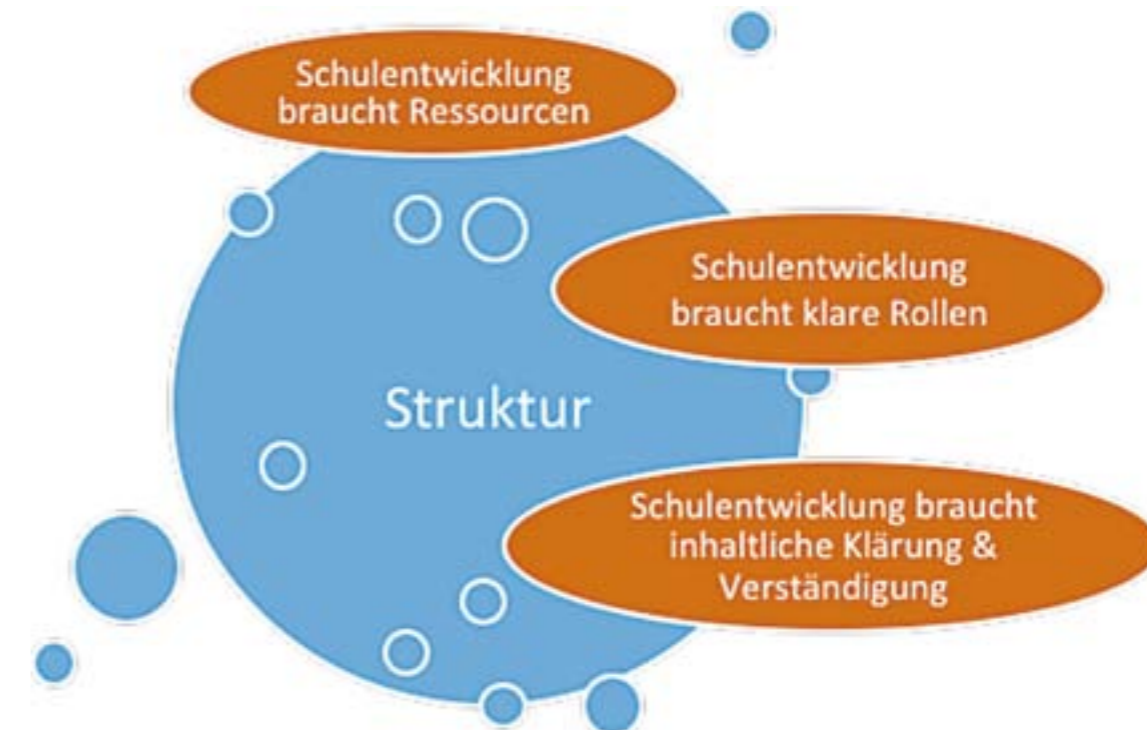 Schulentwicklung
braucht Ressourcen
Schulentwicklung
braucht klare Rollen
Struktur
Schulentwicklung braucht
inhaltliche Klärung &
Verständigung